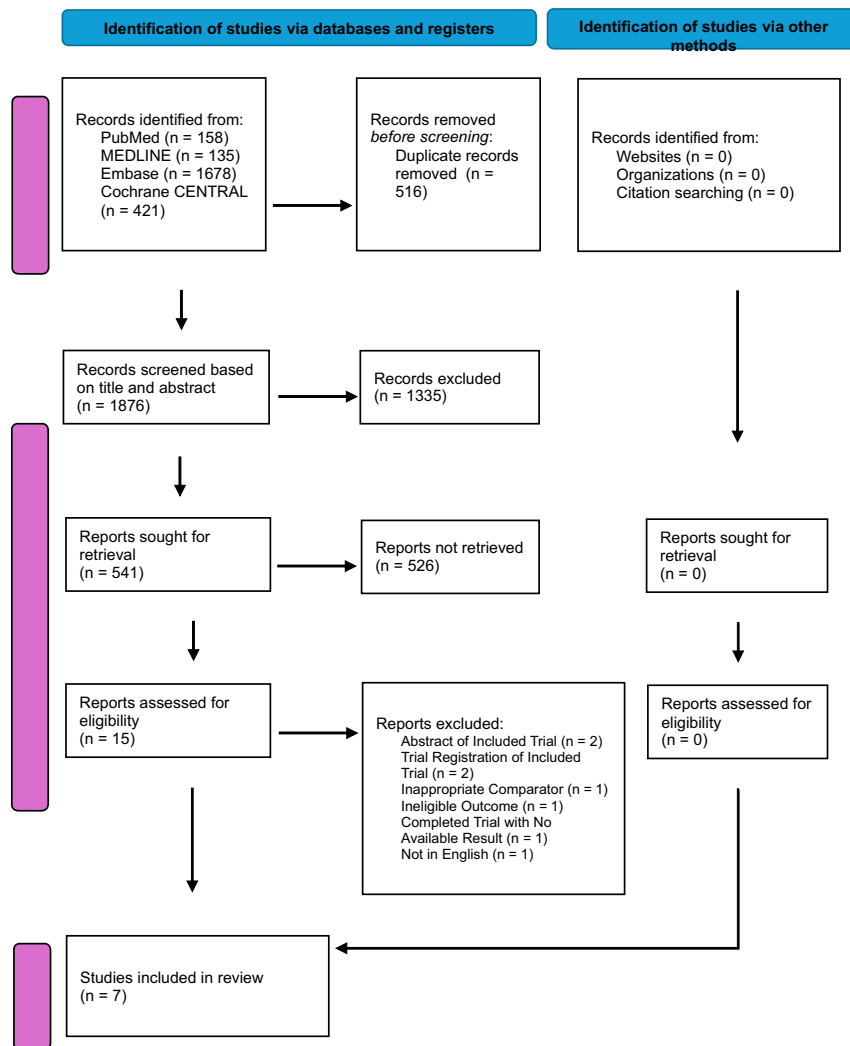 Identification of studies via databases and registers
Identification of studies via other
methods
Records identified from:
PubMed (n = 158)
MEDLINE (n = 135)
Embase (n = 1678)
Cochrane CENTRAL
(n = 421)
Records removed
before screening:
Duplicate records
removed (n =
516)
Records identified from:
Websites (n = 0)
Organizations (n = 0)
Citation searching (n = 0)
Records screened based
on title and abstract
(n = 1876)
Records excluded
(n = 1335)
Reports sought for
retrieval
(n = 541)
Reports not retrieved
(n = 526)
Reports sought for
retrieval
(n = 0)
Reports assessed for
eligibility
(n = 15)
Reports excluded:
Abstract of Included Trial (n = 2)
Trial Registration of Included
Trial (n = 2)
Inappropriate Comparator (n = 1)
Ineligible Outcome (n = 1)
Completed Trial with No
Available Result (n = 1)
Not in English (n = 1)
Reports assessed for
eligibility
(n = 0)
Studies included in review
(n = 7)